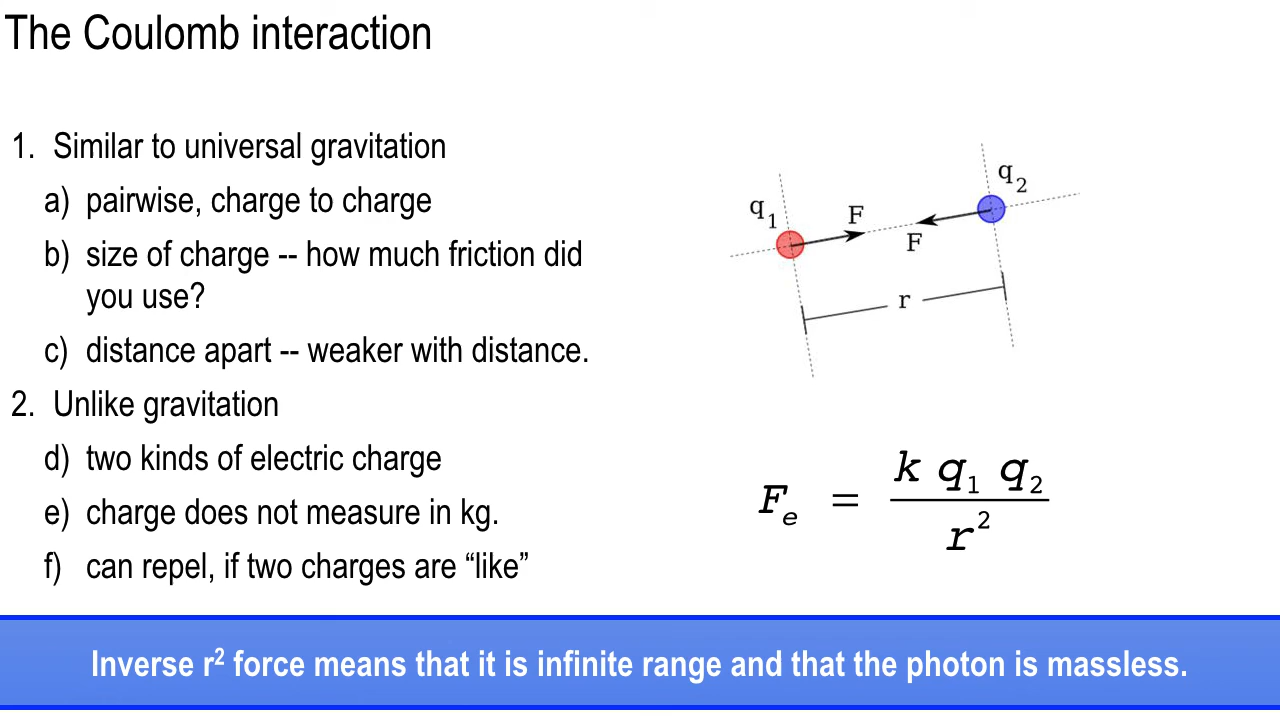 The Coulomb interaction
1. Similar to universal gravitation
a) pairwise, charge to charge
b) size of charge -- how much friction did
you use?
c) distance apart -- weaker with distance.
2. Unlike gravitation
d) two kinds of electric charge
e) charge does not measure in kg.
f) can repel, if two charges are “like”
q₁
F
F
q₂
r
Fₑ = k q₁ q₂
r²
Inverse r² force means that it is infinite range and that the photon is massless.